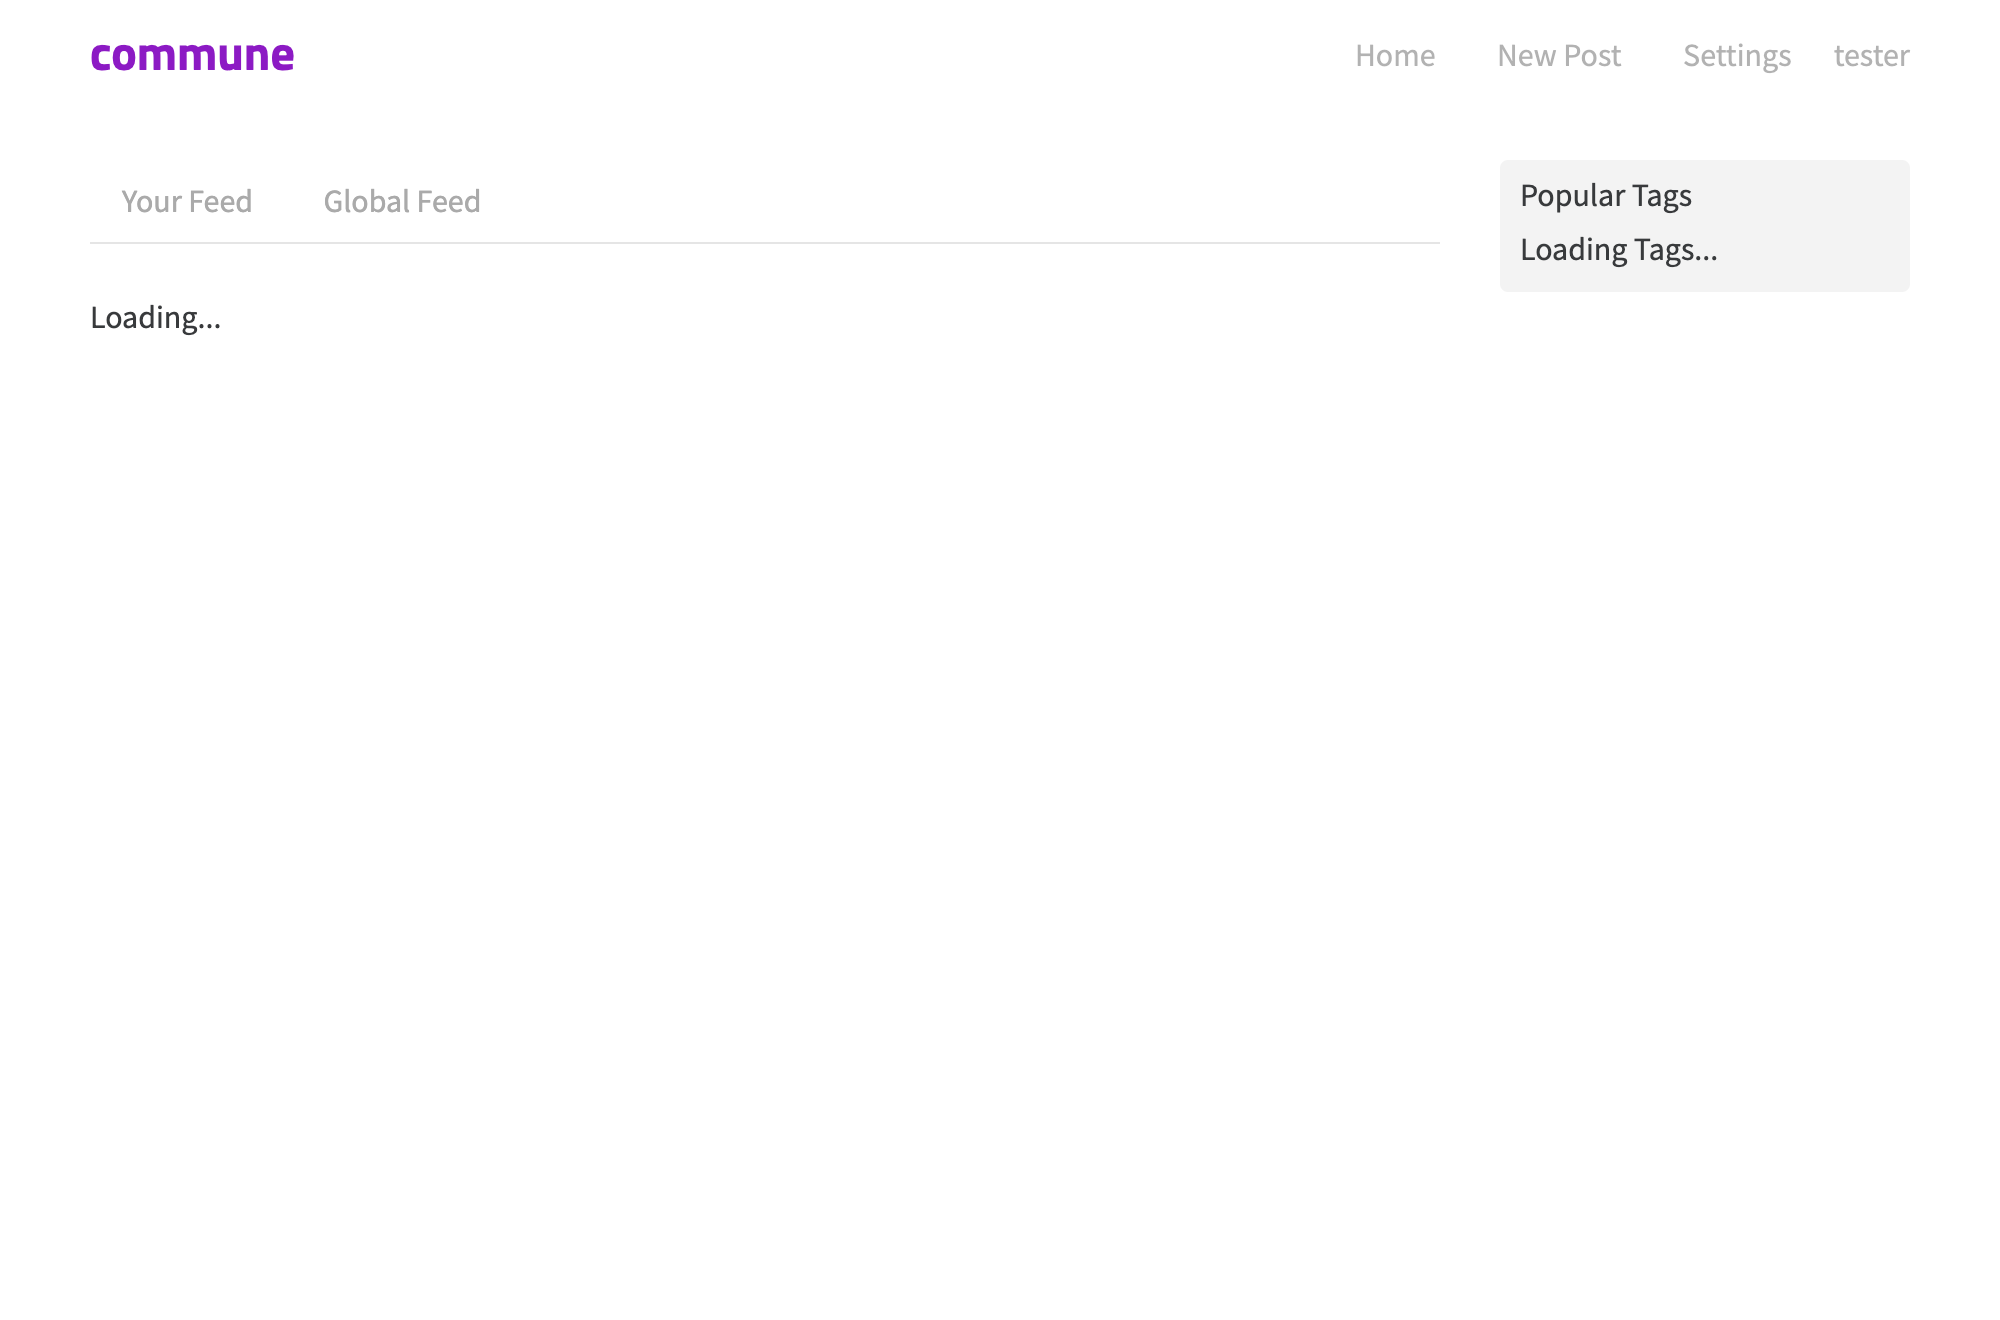 commune
Home New Post Settings tester
Your Feed Global Feed
Loading...
Popular Tags
Loading Tags...